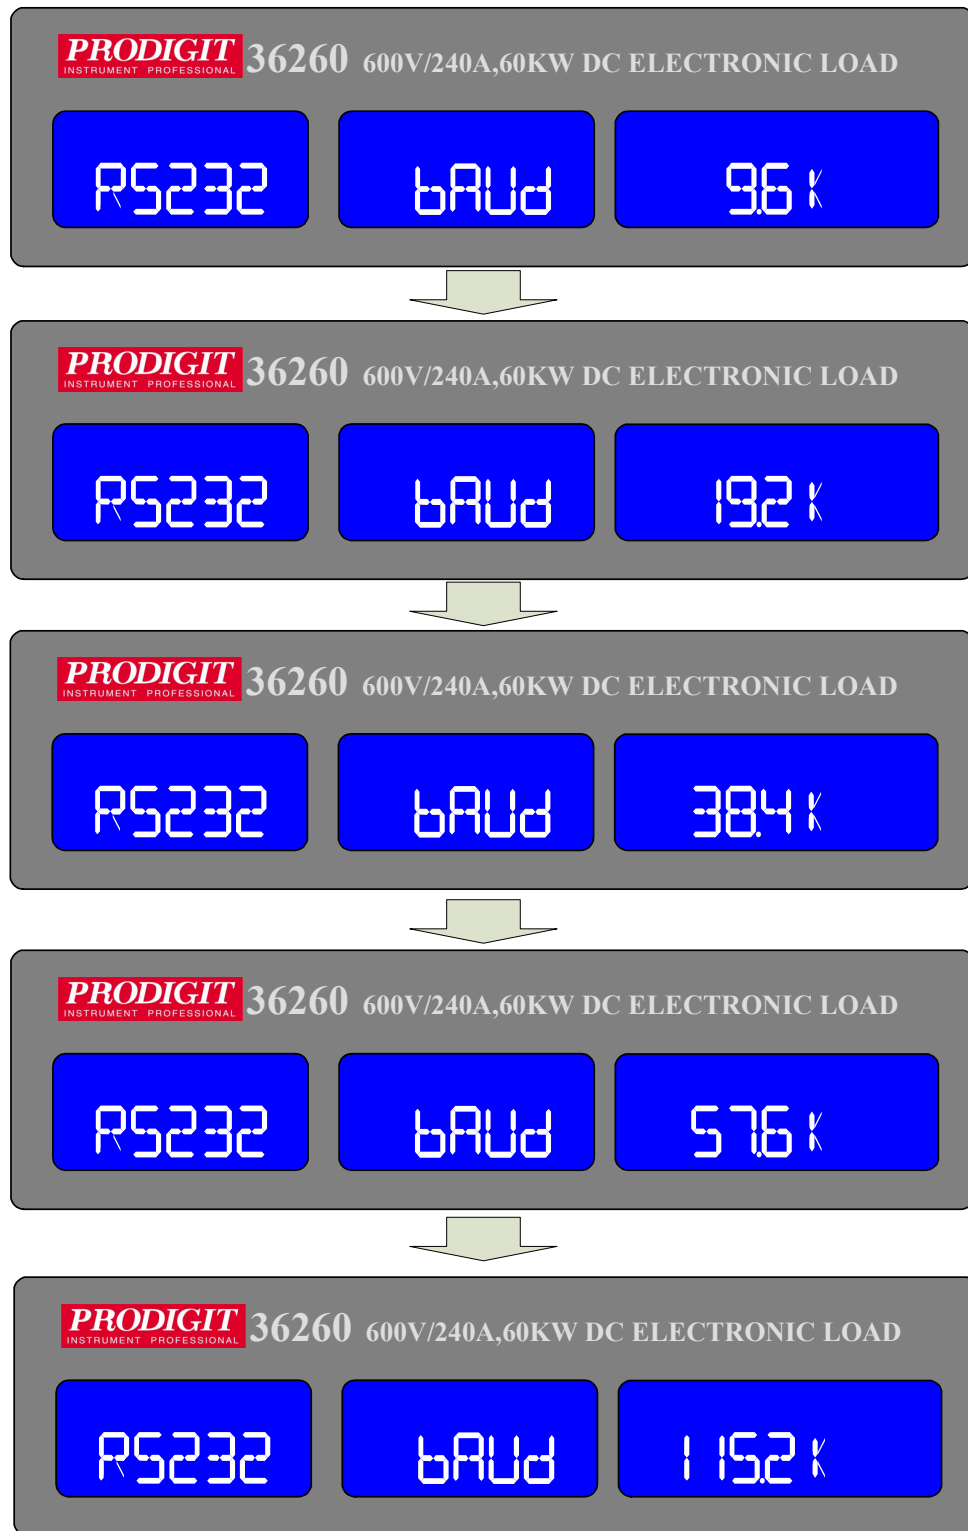 PRODIGIT 36260 600V/240A,60KW DC ELECTRONIC LOAD
INSTRUMENT PROFESSIONAL
RS232 bAUd 9.6 K
PRODIGIT 36260 600V/240A,60KW DC ELECTRONIC LOAD
INSTRUMENT PROFESSIONAL
RS232 bAUd 19.2 K
PRODIGIT 36260 600V/240A,60KW DC ELECTRONIC LOAD
INSTRUMENT PROFESSIONAL
RS232 bAUd 38.4 K
PRODIGIT 36260 600V/240A,60KW DC ELECTRONIC LOAD
INSTRUMENT PROFESSIONAL
RS232 bAUd 57.6 K
PRODIGIT 36260 600V/240A,60KW DC ELECTRONIC LOAD
INSTRUMENT PROFESSIONAL
RS232 bAUd 115.2 K